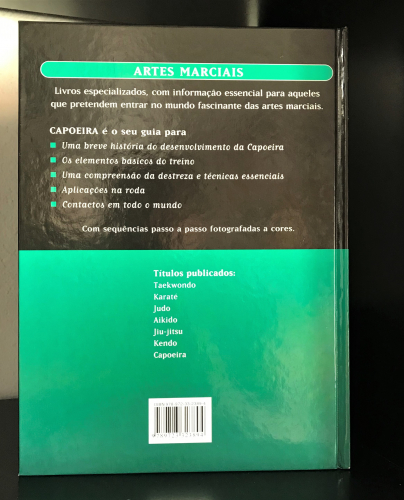 ARTES MARCIAIS
Livros especializados, com informação essencial para aqueles
que pretendem entrar no mundo fascinante das artes marciais.
CAPOEIRA é o seu guia para
Uma breve história do desenvolvimento da Capoeira
Os elementos básicos do treino
Uma compreensão da destreza e técnicas essenciais
Aplicações na roda
Contactos em todo o mundo
Com sequências passo a passo fotografadas a cores.
Títulos publicados:
Taekwondo
Karaté
Judo
Aikido
Jiu-jitsu
Kendo
Capoeira